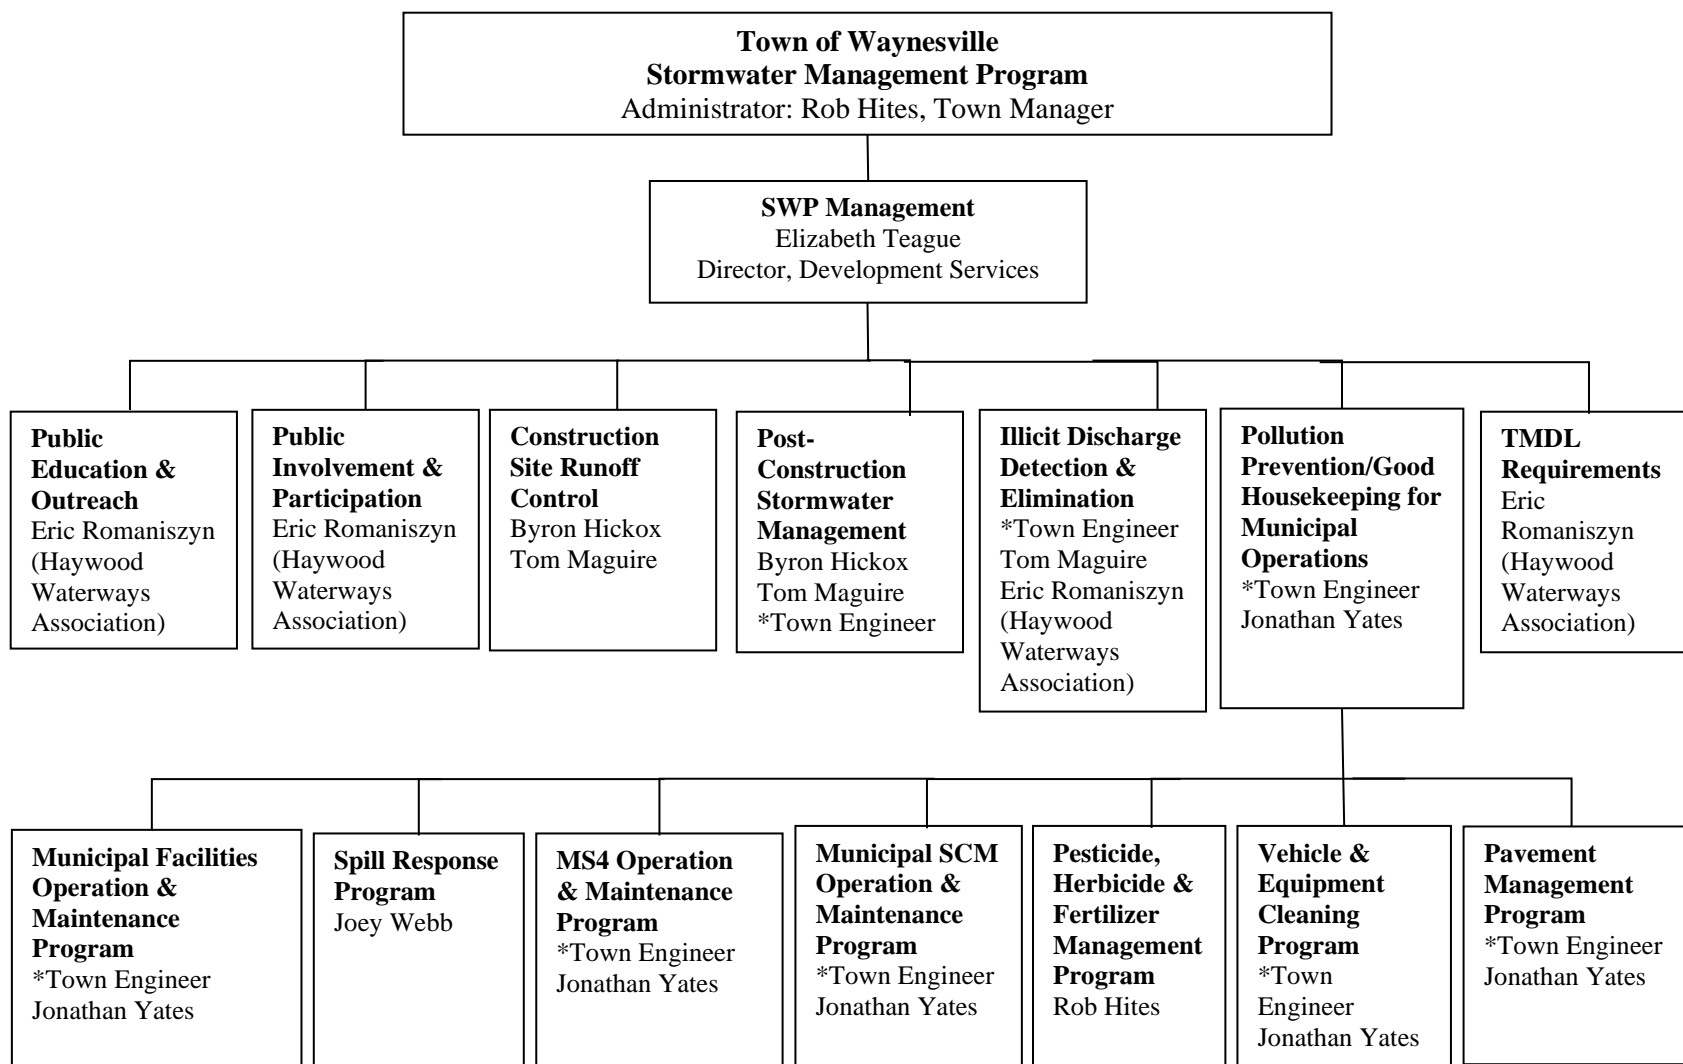 Town of Waynesville
Stormwater Management Program
Administrator: Rob Hites, Town Manager
SWP Management
Elizabeth Teague
Director, Development Services
Public
Education &
Outreach
Eric Romaniszyn
(Haywood
Waterways
Association)
Public
Involvement &
Participation
Eric Romaniszyn
(Haywood
Waterways
Association)
Construction
Site Runoff
Control
Byron Hickox
Tom Maguire
Post-
Construction
Stormwater
Management
Byron Hickox
Tom Maguire
*Town Engineer
Illicit Discharge
Detection &
Elimination
*Town Engineer
Tom Maguire
Eric Romaniszyn
(Haywood
Waterways
Association)
Pollution
Prevention/Good
Housekeeping for
Municipal
Operations
*Town Engineer
Jonathan Yates
TMDL
Requirements
Eric
Romaniszyn
(Haywood
Waterways
Association)
Municipal Facilities
Operation &
Maintenance
Program
*Town Engineer
Jonathan Yates
Spill Response
Program
Joey Webb
MS4 Operation
& Maintenance
Program
*Town Engineer
Jonathan Yates
Municipal SCM
Operation &
Maintenance
Program
*Town Engineer
Jonathan Yates
Pesticide,
Herbicide &
Fertilizer
Management
Program
Rob Hites
Vehicle &
Equipment
Cleaning
Program
*Town
Engineer
Jonathan Yates
Pavement
Management
Program
*Town Engineer
Jonathan Yates